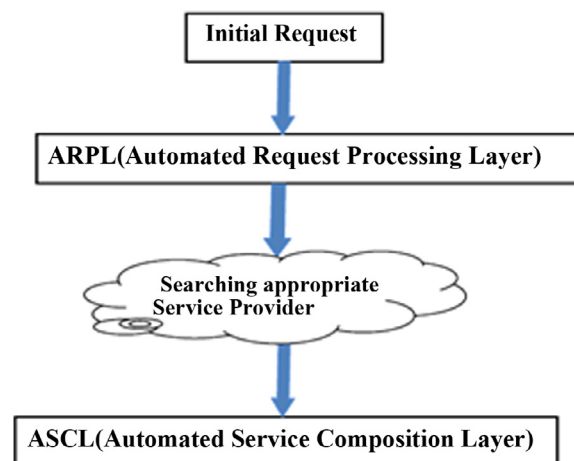 Initial Request
ARPL(Automated Request Processing Layer)
Searching appropriate
Service Provider
ASCL(Automated Service Composition Layer)